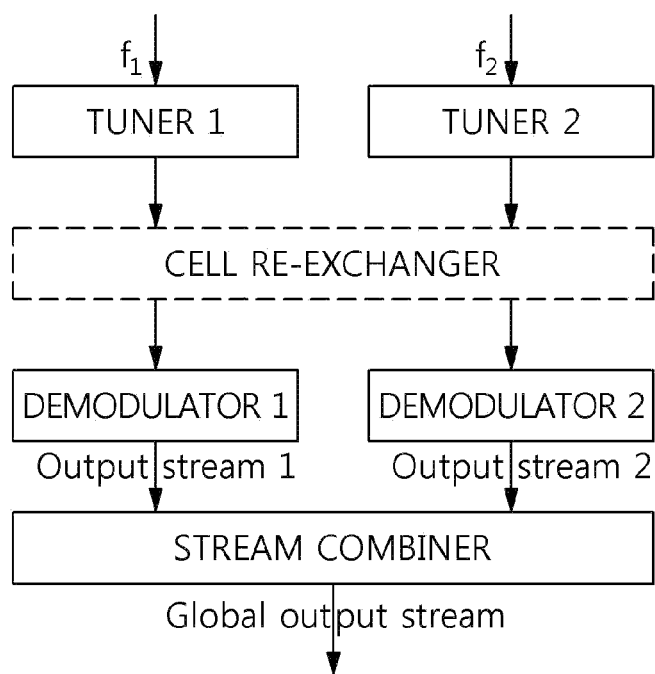 f1
f2
TUNER 1
TUNER 2
CELL RE-EXCHANGER
DEMODULATOR 1
DEMODULATOR 2
Output stream 1
Output stream 2
STREAM COMBINER
Global output stream